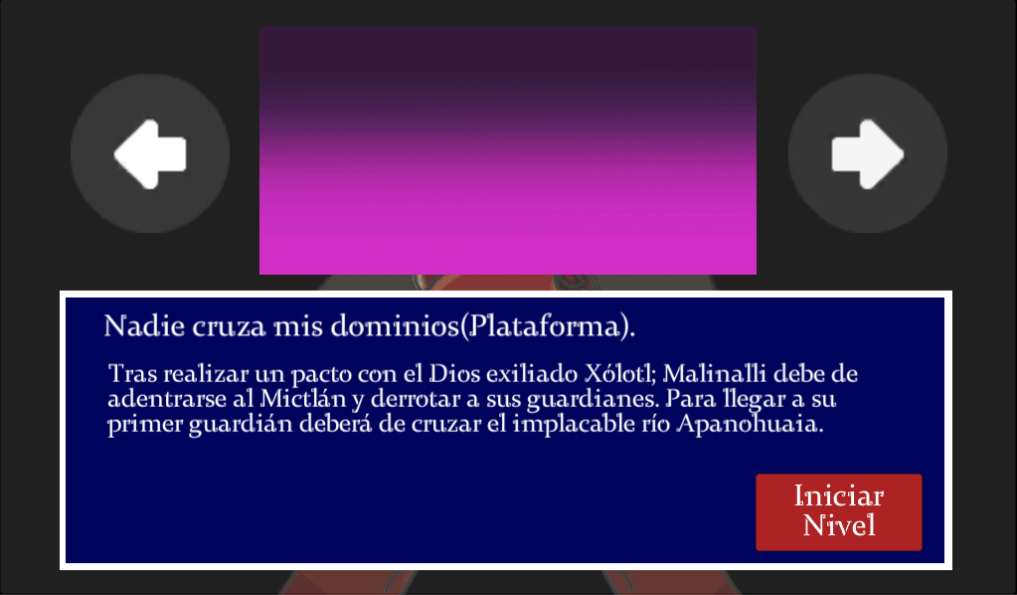 Nadie cruza mis dominios(Plataforma).
Tras realizar un pacto con el Dios exiliado Xólotl; Malinalli debe de
adentrarse al Mictlán y derrotar a sus guardianes. Para llegar a su
primer guardián deberá de cruzar el implacable río Apanohuaia.
Iniciar
Nivel